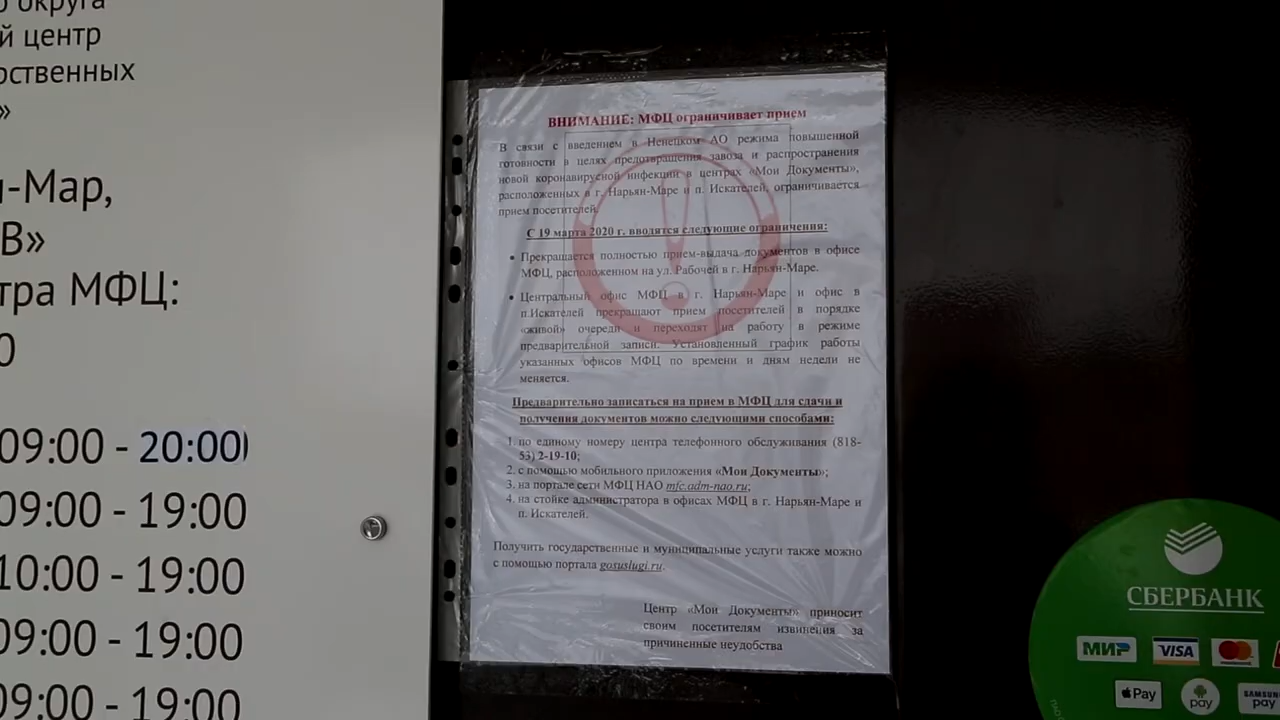 о округа
й центр
рственных
»
н-Мар,
В»
тра МФЦ:
0
09:00 - 20:00
09:00 - 19:00
10:00 - 19:00
09:00 - 19:00
09:00 - 19:00
ВНИМАНИЕ: МФЦ ограничивает прием
В связи с введением в Ненецком АО режима повышенной
готовности в целях предотвращения завоза и распространения
новой коронавирусной инфекции в центрах «Мои Документы»,
расположенных в г. Нарьян-Маре и п. Искателей, ограничивается
прием посетителей.
С 19 марта 2020 г. вводятся следующие ограничения:
• Прекращается полностью прием-выдача документов в офисе
МФЦ, расположенном на ул. Рабочей в г. Нарьян-Маре.
• Центральный офис МФЦ в г. Нарьян-Маре и офис в
п.Искателей прекращают прием посетителей в порядке
«живой» очереди и переходят на работу в режиме
предварительной записи. Установленный график работы
указанных офисов МФЦ по времени и дням недели не
меняется.
Предварительно записаться на прием в МФЦ для сдачи и
получения документов можно следующими способами:
1. по единому номеру центра телефонного обслуживания (818-
53) 2-19-10;
2. с помощью мобильного приложения «Мои Документы»;
3. на портале сети МФЦ НАО mfc.adm-nao.ru;
4. на стойке администратора в офисах МФЦ в г. Нарьян-Маре и
п. Искателей.
Получить государственные и муниципальные услуги также можно
с помощью портала gosuslugi.ru.
Центр «Мои Документы» приносит
своим посетителям извинения за
причиненные неудобства
СБЕРБАНК
МИР VISA mastercard
Pay pay SAMSUNG pay